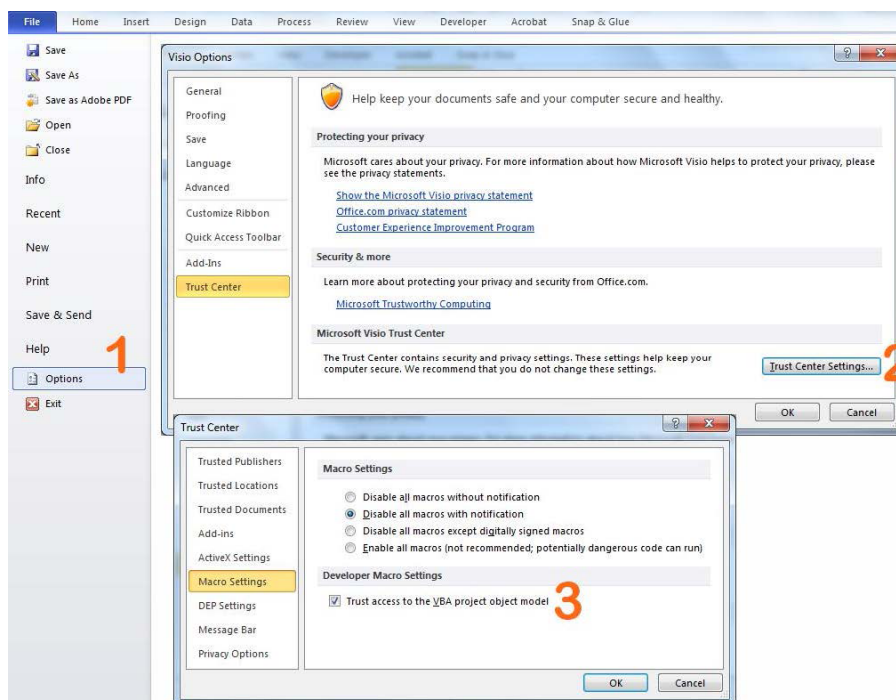 File Home Insert Design Data Process Review View Developer Acrobat Snap & Glue
Save
Save As
Save as Adobe PDF
Open
Close
Info
Recent
New
Print
Save & Send
Help
1
Options
Exit
Visio Options
General
Proofing
Save
Language
Advanced
Customize Ribbon
Quick Access Toolbar
Add-Ins
Trust Center
Help keep your documents safe and your computer secure and healthy.
Protecting your privacy
Microsoft cares about your privacy. For more information about how Microsoft Visio helps to protect your privacy, please
see the privacy statements.
Show the Microsoft Visio privacy statement
Office.com privacy statement
Customer Experience Improvement Program
Security & more
Learn more about protecting your privacy and security from Office.com.
Microsoft Trustworthy Computing
Microsoft Visio Trust Center
The Trust Center contains security and privacy settings. These settings help keep your
computer secure. We recommend that you do not change these settings.
Trust Center Settings...
2
OK Cancel
Trust Center
Trusted Publishers
Trusted Locations
Trusted Documents
Add-ins
ActiveX Settings
Macro Settings
DEP Settings
Message Bar
Privacy Options
Macro Settings
Disable all macros without notification
Disable all macros with notification
Disable all macros except digitally signed macros
Enable all macros (not recommended; potentially dangerous code can run)
Developer Macro Settings
Trust access to the VBA project object model
3
OK Cancel